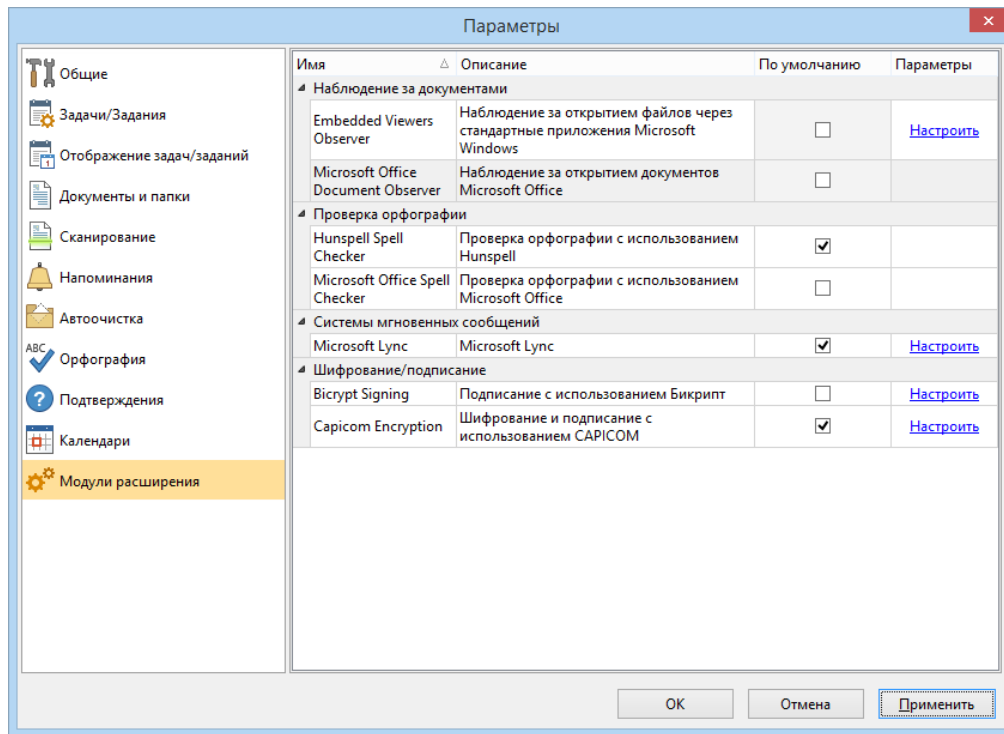 Параметры
Общие
Задачи/Задания
Отображение задач/заданий
Документы и папки
Сканирование
Напоминания
Автоочистка
ABC
Орфография
Подтверждения
Календари
Модули расширения
Имя Описание По умолчанию Параметры
Наблюдение за документами
Embedded Viewers
Observer
Наблюдение за открытием файлов через
стандартные приложения Microsoft
Windows
Настроить
Microsoft Office
Document Observer
Наблюдение за открытием документов
Microsoft Office
Проверка орфографии
Hunspell Spell
Checker
Проверка орфографии с использованием
Hunspell
Microsoft Office Spell
Checker
Проверка орфографии с использованием
Microsoft Office
Системы мгновенных сообщений
Microsoft Lync Microsoft Lync Настроить
Шифрование/подписание
Bicrypt Signing Подписание с использованием Бикрипт Настроить
Capicom Encryption
Шифрование и подписание с
использованием CAPICOM
Настроить
ОК Отмена Применить